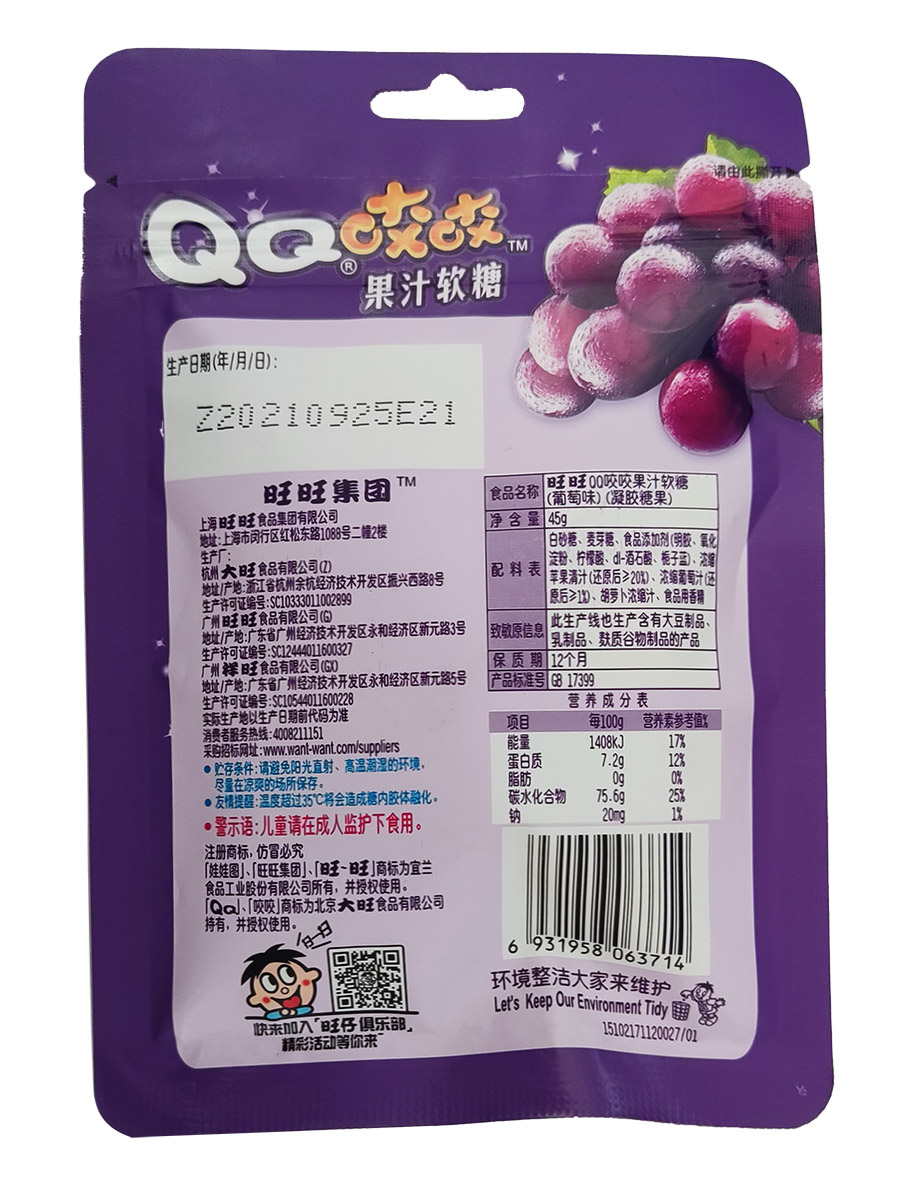 请由此撕开
QQ®咬咬™
果汁软糖
生产日期(年/月/日):
Z20210925E21
旺旺集团™
上海旺旺食品集团有限公司
地址:上海市闵行区红松东路1088号二幢2楼
生产厂:
杭州大旺食品有限公司(Z)
地址/产地:浙江省杭州余杭经济技术开发区振兴西路8号
生产许可证编号:SC10333011002899
广州旺旺食品有限公司(G)
地址/产地:广东省广州经济技术开发区永和经济区新元路3号
生产许可证编号:SC12444011600327
广州祥旺食品有限公司(GX)
地址/产地:广东省广州经济技术开发区永和经济区新元路5号
生产许可证编号:SC10544011600228
实际生产地以生产日期前代码为准
消费者服务热线:4008211151
采购招标网址:www.want-want.com/suppliers
•贮存条件:请避免阳光直射、高温潮湿的环境,
尽量在凉爽的场所保存。
•友情提醒:温度超过35℃将会造成糖内胶体融化。
•警示语:儿童请在成人监护下食用。
注册商标,仿冒必究
「娃娃图」、「旺旺集团」、「旺~旺」商标为宜兰
食品工业股份有限公司所有,并授权使用。
「QQ」、「咬咬」商标为北京大旺食品有限公司
持有,并授权使用。
快来加入「旺仔俱乐部」
精彩活动等你来
食品名称 旺旺QQ咬咬果汁软糖
(葡萄味)(凝胶糖果)
净含量 45g
配料表 白砂糖、麦芽糖、食品添加剂(明胶、氧化
淀粉、柠檬酸、dl-酒石酸、栀子蓝)、浓缩
苹果清汁(还原后≥20%)、浓缩葡萄汁(还
原后≥1%)、胡萝卜浓缩汁、食品用香精
致敏原信息 此生产线也生产含有大豆制品、
乳制品、麸质谷物制品的产品
保质期 12个月
产品标准号 GB 17399
营养成分表
项目 每100g 营养素参考值%
能量 1408kJ 17%
蛋白质 7.2g 12%
脂肪 0g 0%
碳水化合物 75.6g 25%
钠 20mg 1%
6 931958 063714
环境整洁大家来维护
Let's Keep Our Environment Tidy
15102171120027/01